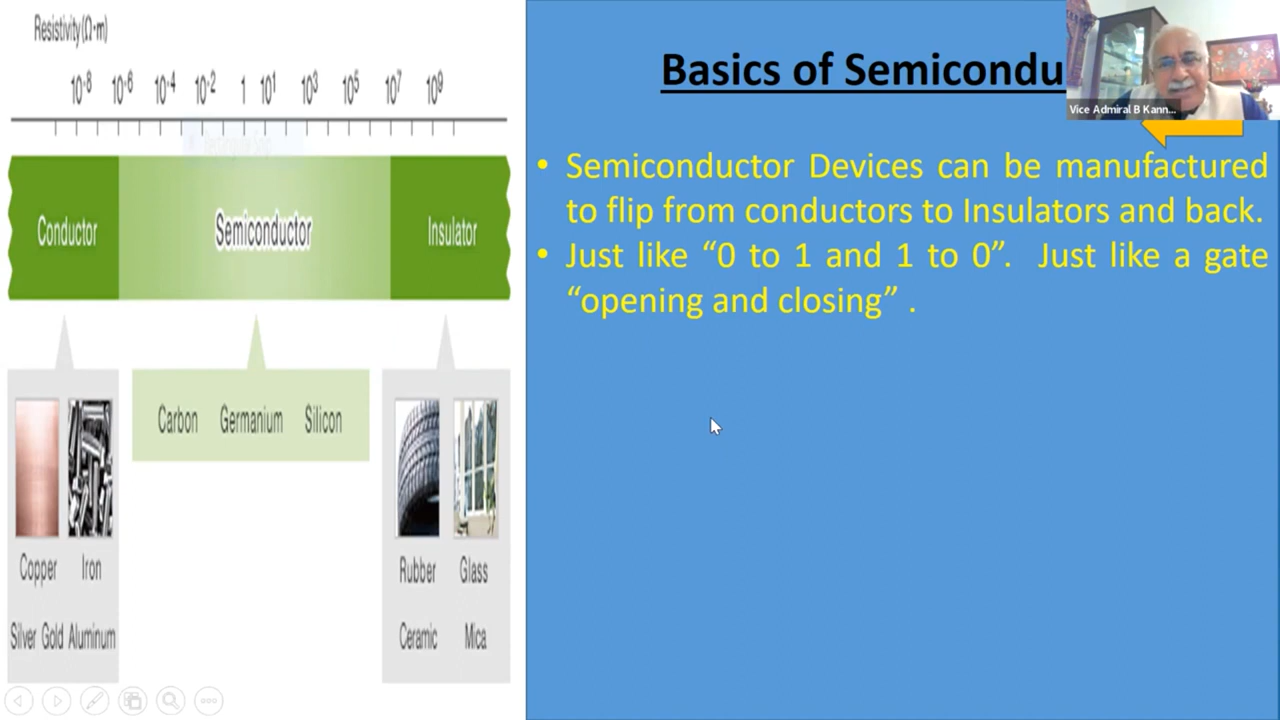 Resistivity(Ω·m)
10⁻⁸ 10⁻⁶ 10⁻⁴ 10⁻² 1 10¹ 10³ 10⁵ 10⁷ 10⁹
Conductor Semiconductor Insulator
Carbon Germanium Silicon
Copper Iron
Silver Gold Aluminum
Rubber Glass
Ceramic Mica
Basics of Semicondu
Vice Admiral B Kann...
• Semiconductor Devices can be manufactured
to flip from conductors to Insulators and back.
• Just like “0 to 1 and 1 to 0”. Just like a gate
“opening and closing” .